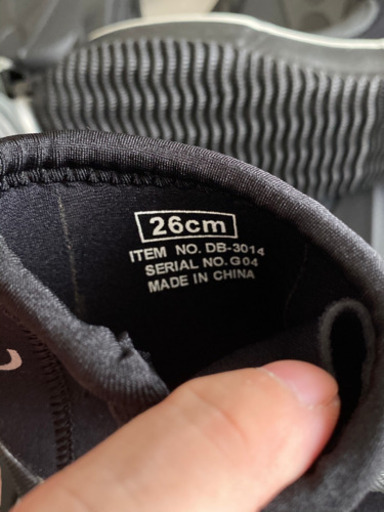 26cm
ITEM NO. DB-3014
SERIAL NO. G04
MADE IN CHINA